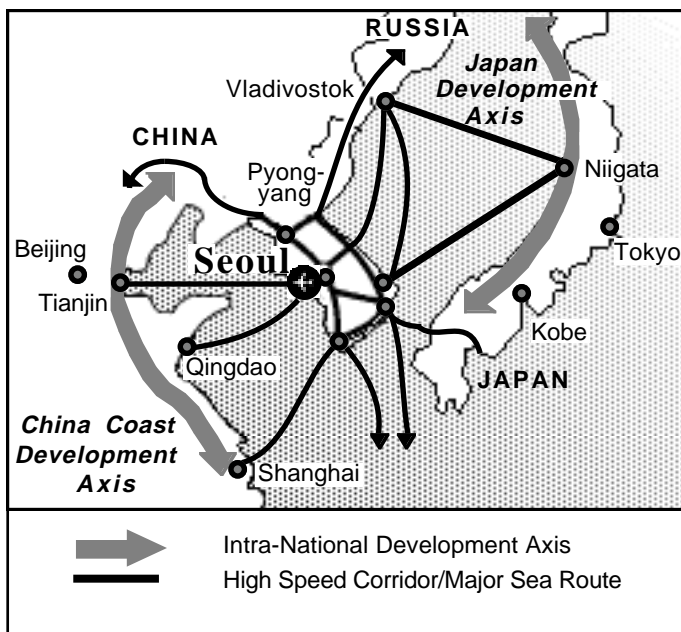 RUSSIA
Japan
Development
Axis
Vladivostok
CHINA
Pyong-
yang
Niigata
Beijing
Seoul
Tokyo
Tianjin
Kobe
Qingdao
JAPAN
China Coast
Development
Axis
Shanghai
Intra-National Development Axis
High Speed Corridor/Major Sea Route